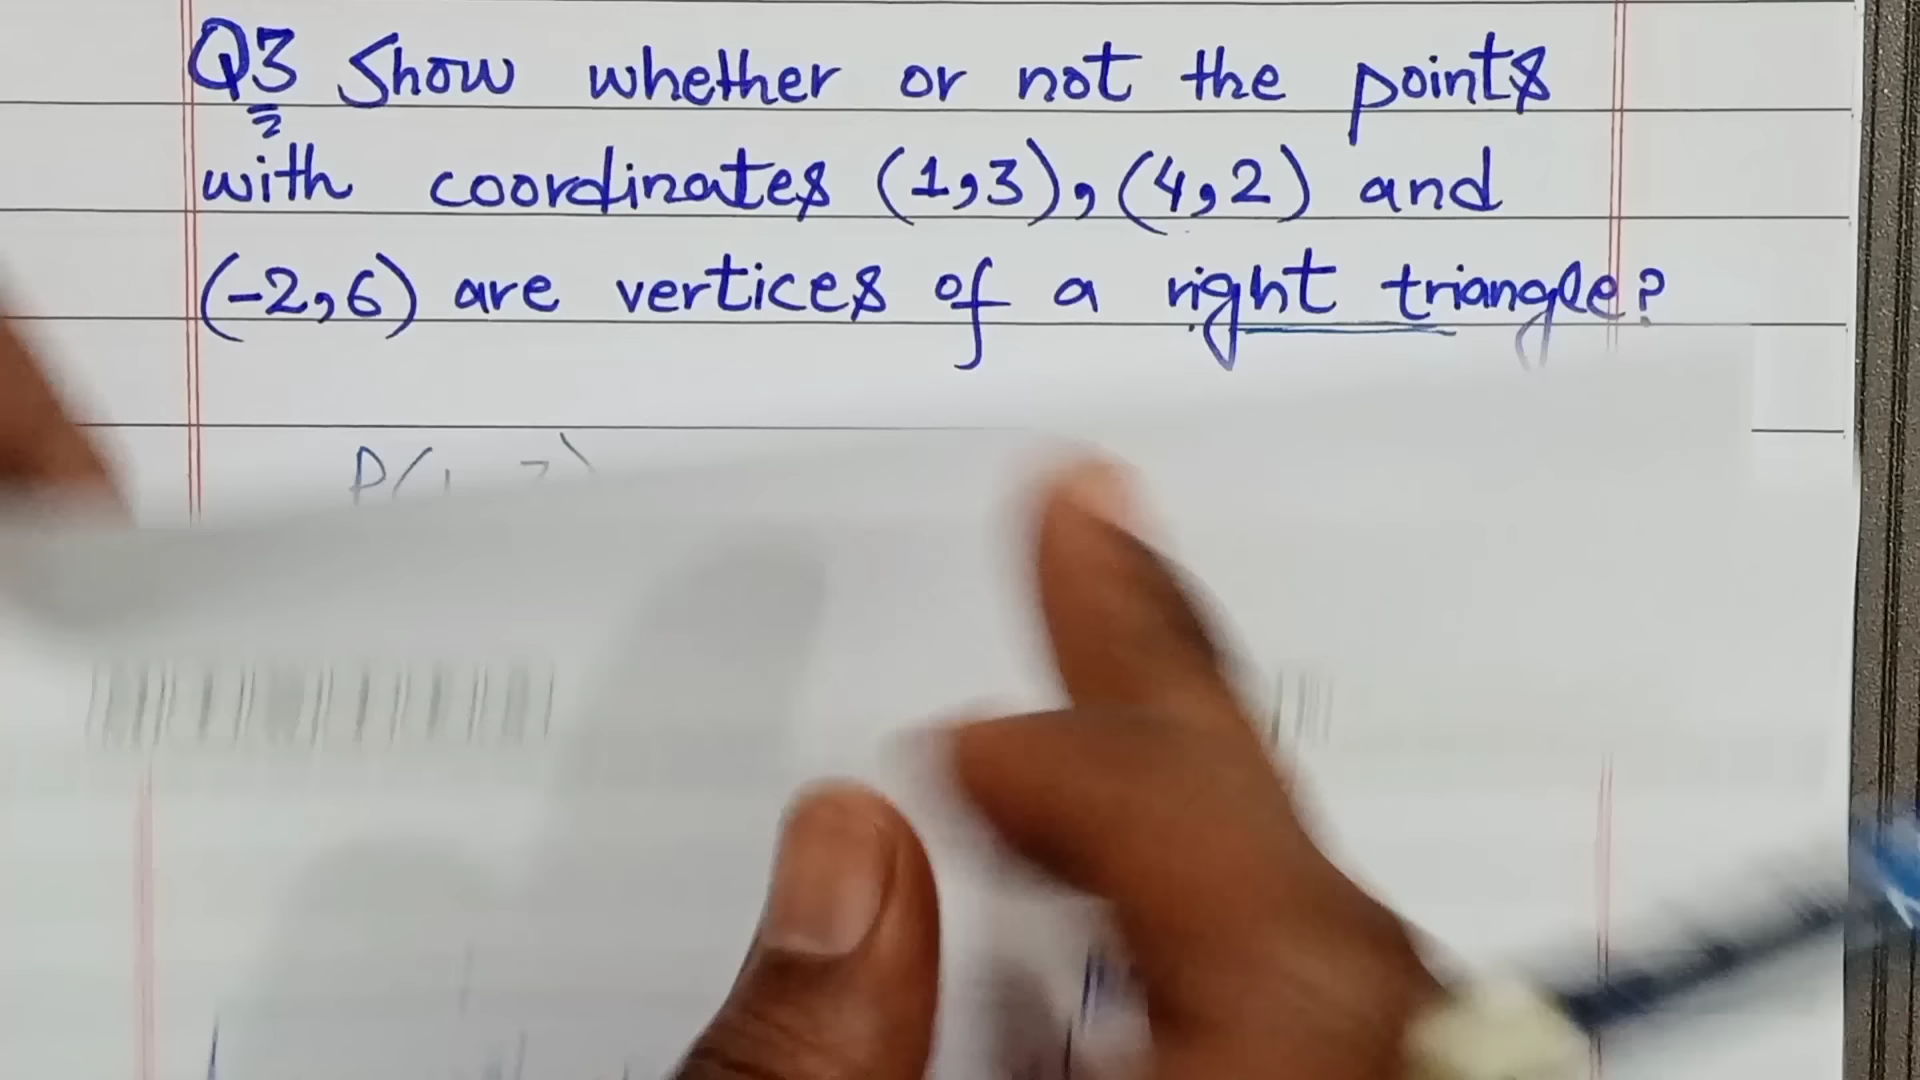 Q3 Show whether or not the points
with coordinates (1,3), (4,2) and
(-2,6) are vertices of a right triangle?